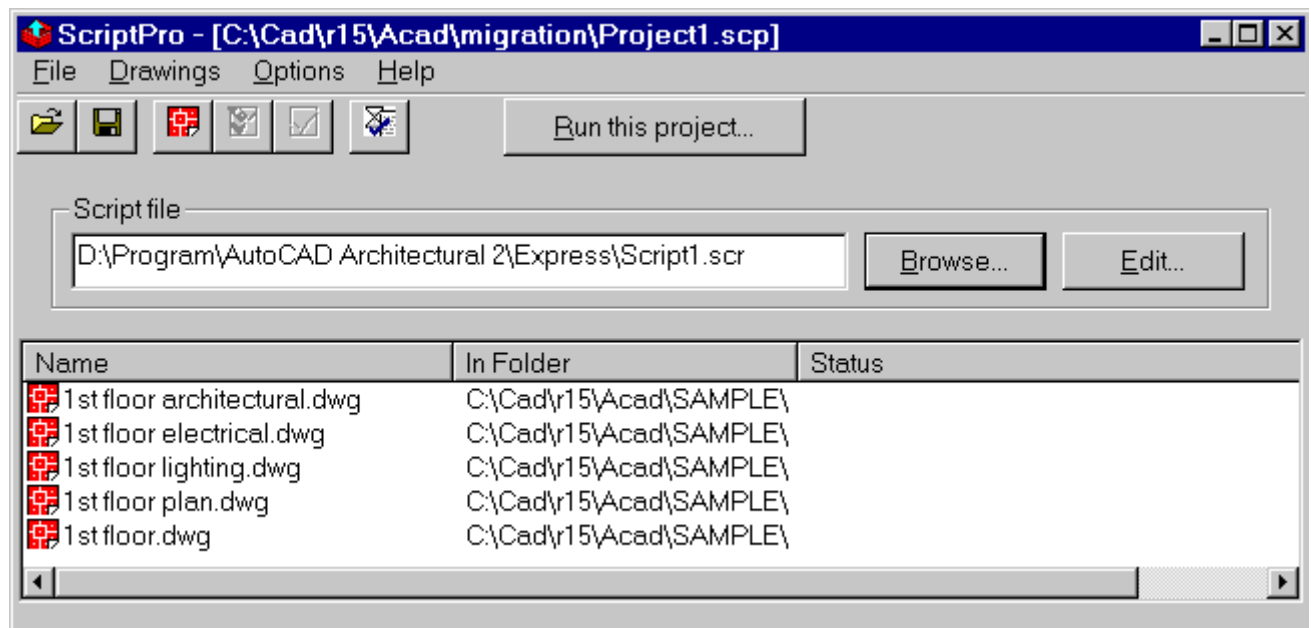 ScriptPro - [C:\Cad\r15\Acad\migration\Project1.scp]
File Drawings Options Help
Run this project...
Script file
D:\Program\AutoCAD Architectural 2\Express\Script1.scr Browse... Edit...
Name In Folder Status
1st floor architectural.dwg C:\Cad\r15\Acad\SAMPLE\
1st floor electrical.dwg C:\Cad\r15\Acad\SAMPLE\
1st floor lighting.dwg C:\Cad\r15\Acad\SAMPLE\
1st floor plan.dwg C:\Cad\r15\Acad\SAMPLE\
1st floor.dwg C:\Cad\r15\Acad\SAMPLE\